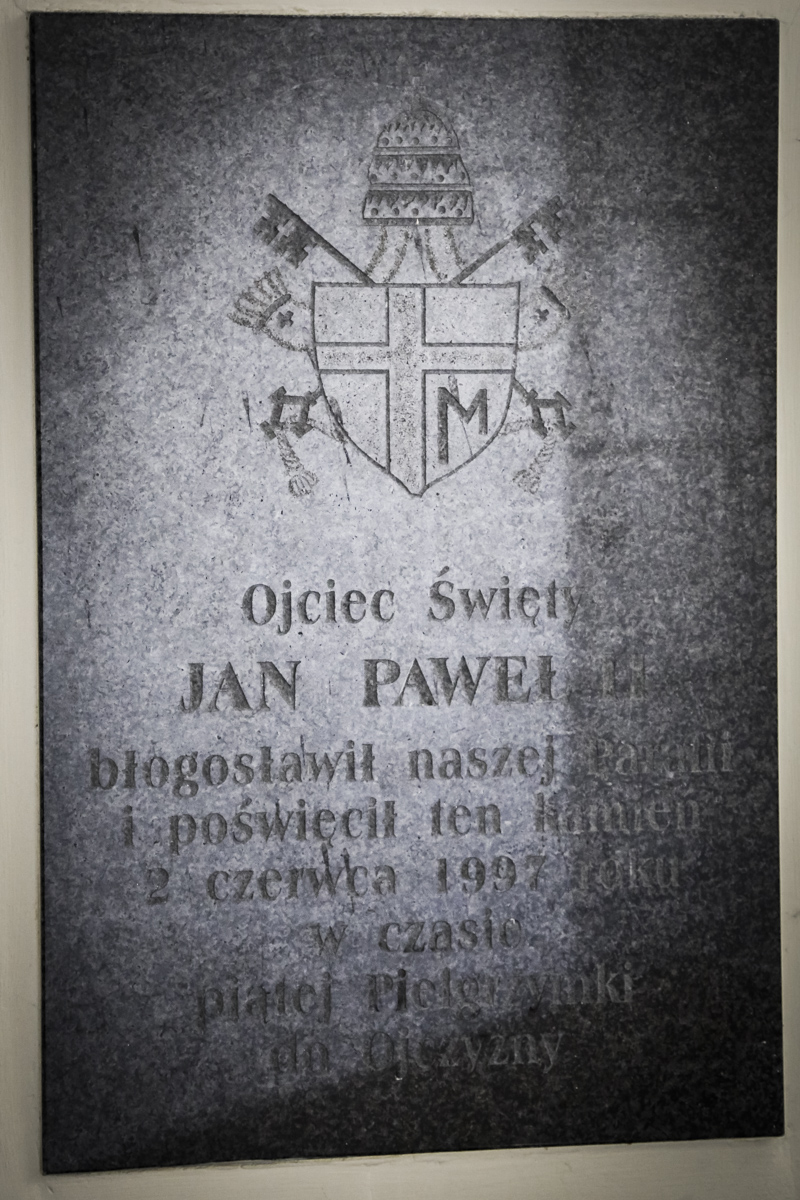 M
Ojciec Święty
JAN PAWEŁ II
błogosławił naszej Parafii
i poświęcił ten kamień
2 czerwca 1997 roku
w czasie
piątej Pielgrzymki
do Ojczyzny